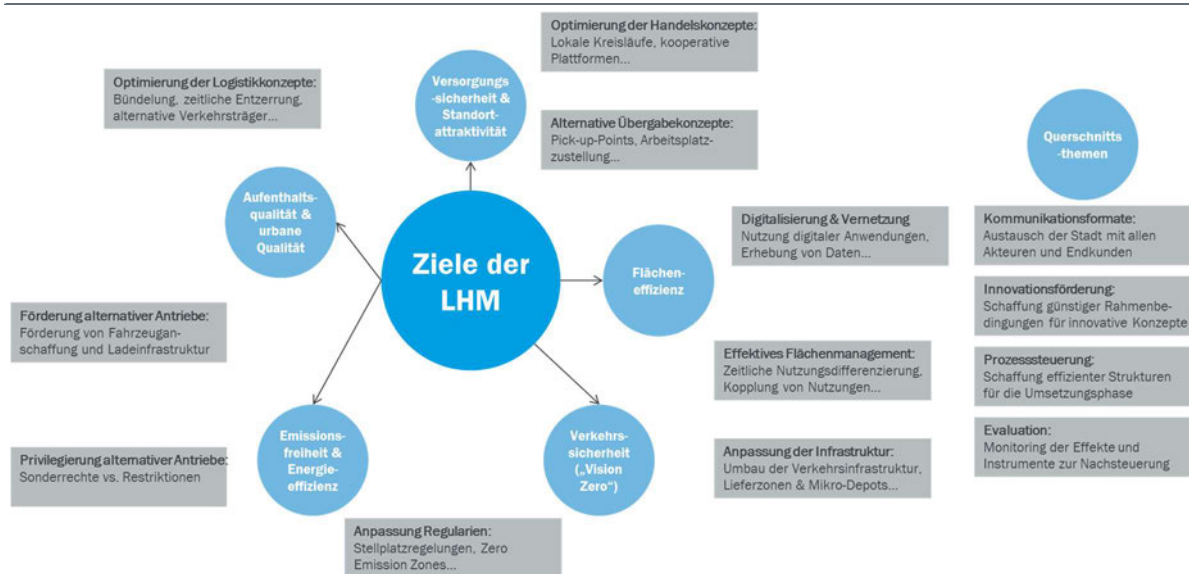 Optimierung der Handelskonzepte:
Lokale Kreisläufe, kooperative
Plattformen...
Optimierung der Logistikkonzepte:
Bündelung, zeitliche Entzerrung,
alternative Verkehrsträger...
Versorgungs
-sicherheit &
Standort-
attraktivität
Alternative Übergabekonzepte:
Pick-up-Points, Arbeitsplatz-
zustellung...
Querschnitts
-themen
Aufenthalts-
qualität &
urbane
Qualität
Ziele der
LHM
Flächen-
effizienz
Digitalisierung & Vernetzung
Nutzung digitaler Anwendungen,
Erhebung von Daten...
Kommunikationsformate:
Austausch der Stadt mit allen
Akteuren und Endkunden
Innovationsförderung:
Schaffung günstiger Rahmenbe-
dingungen für innovative Konzepte
Förderung alternativer Antriebe:
Förderung von Fahrzeugan-
schaffung und Ladeinfrastruktur
Effektives Flächenmanagement:
Zeitliche Nutzungsdifferenzierung,
Kopplung von Nutzungen...
Prozesssteuerung:
Schaffung effizienter Strukturen
für die Umsetzungsphase
Emissions-
freiheit &
Energie-
effizienz
Verkehrs-
sicherheit
(„Vision
Zero“)
Privilegierung alternativer Antriebe:
Sonderrechte vs. Restriktionen
Anpassung der Infrastruktur:
Umbau der Verkehrsinfrastruktur,
Lieferzonen & Mikro-Depots...
Evaluation:
Monitoring der Effekte und
Instrumente zur Nachsteuerung
Anpassung Regularien:
Stellplatzregelungen, Zero
Emission Zones...